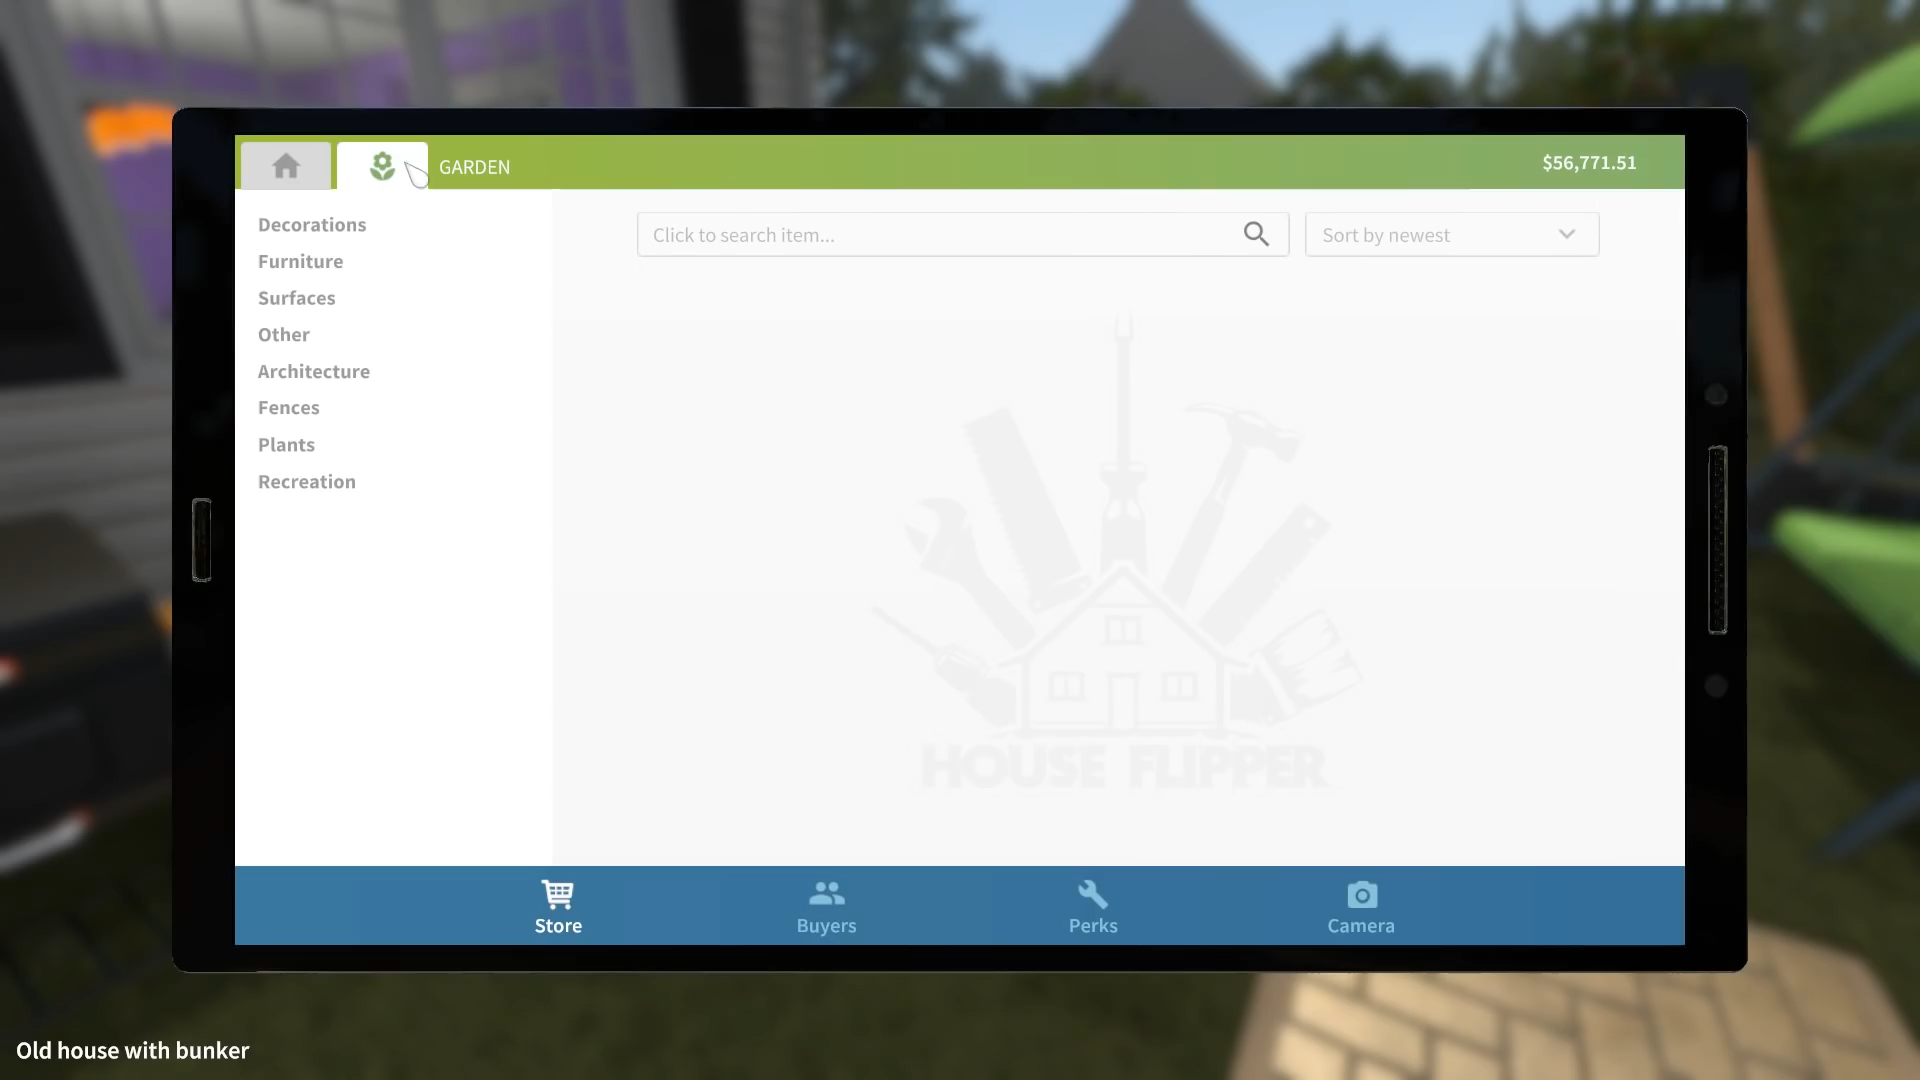 GARDEN
$56,771.51
Decorations
Furniture
Surfaces
Other
Architecture
Fences
Plants
Recreation
Click to search item...
Sort by newest
HOUSE FLIPPER
Store
Buyers
Perks
Camera
Old house with bunker